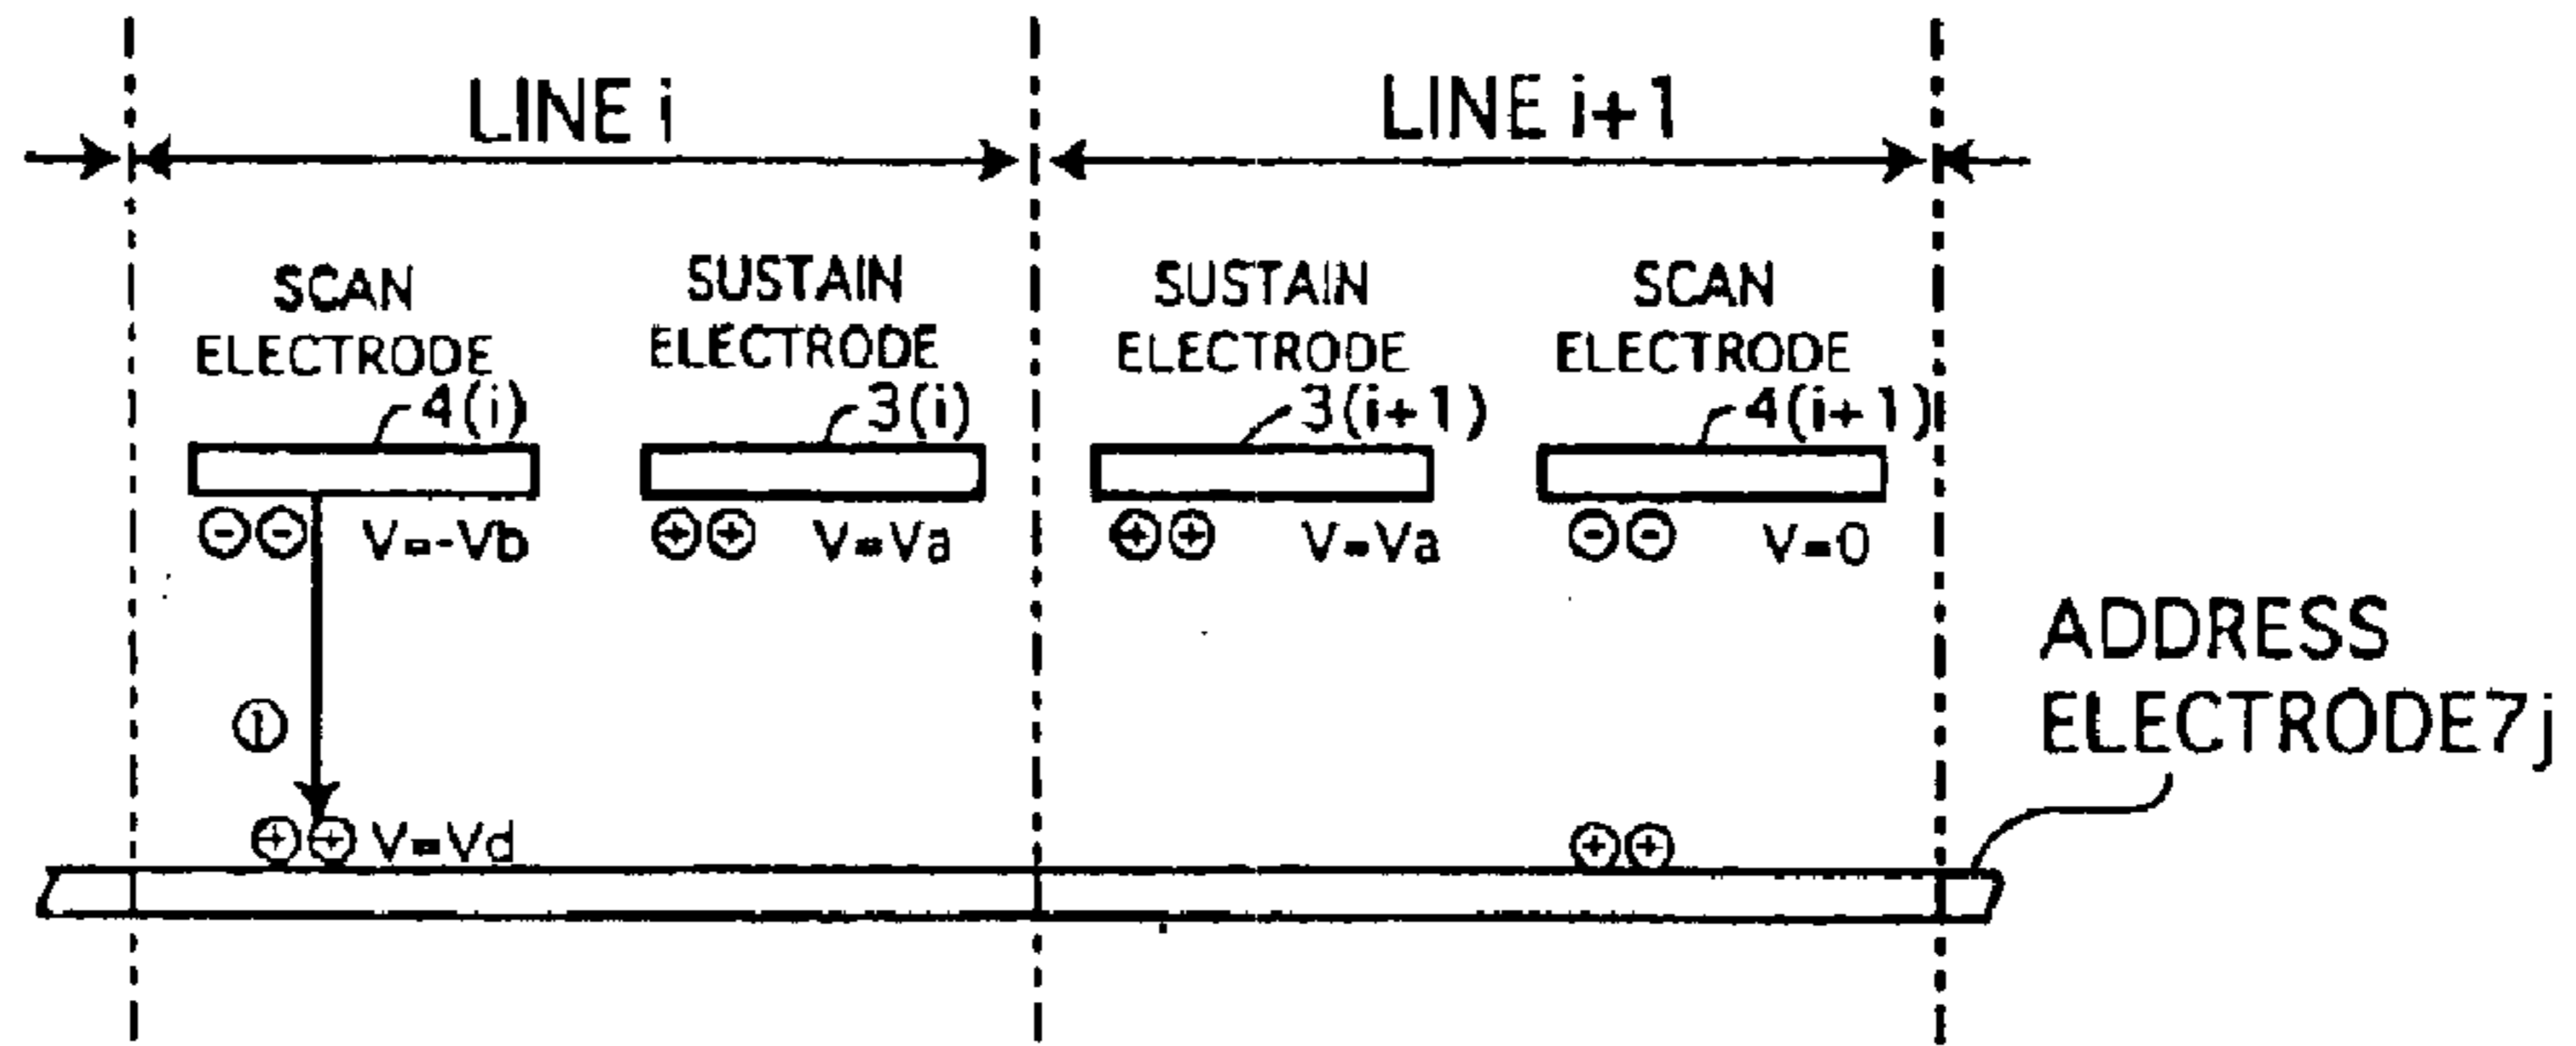 LINE i
LINE i+1
SCAN
ELECTRODE
4(i)
SUSTAIN
ELECTRODE
3(i)
SUSTAIN
ELECTRODE
3(i+1)
SCAN
ELECTRODE
4(i+1)
⊖⊖ V=-Vb
⊕⊕ V=Va
⊕⊕ V=Va
⊖⊖ V=0
①
⊕⊕ V=Vd
⊕⊕
ADDRESS
ELECTRODE7j